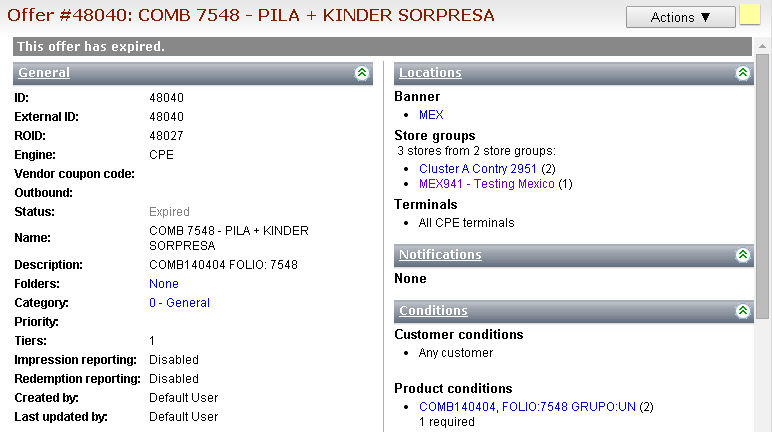 Offer #48040: COMB 7548 - PILA + KINDER SORPRESA
Actions ▼
This offer has expired.
General
ID: 48040
External ID: 48040
ROID: 48027
Engine: CPE
Vendor coupon code:
Outbound:
Status: Expired
Name: COMB 7548 - PILA + KINDER
SORPRESA
Description: COMB140404 FOLIO: 7548
Folders: None
Category: 0 - General
Priority:
Tiers: 1
Impression reporting: Disabled
Redemption reporting: Disabled
Created by: Default User
Last updated by: Default User
Locations
Banner
• MEX
Store groups
3 stores from 2 store groups:
• Cluster A Contry 2951 (2)
• MEX941 - Testing Mexico (1)
Terminals
• All CPE terminals
Notifications
None
Conditions
Customer conditions
• Any customer
Product conditions
• COMB140404, FOLIO:7548 GRUPO:UN (2)
1 required